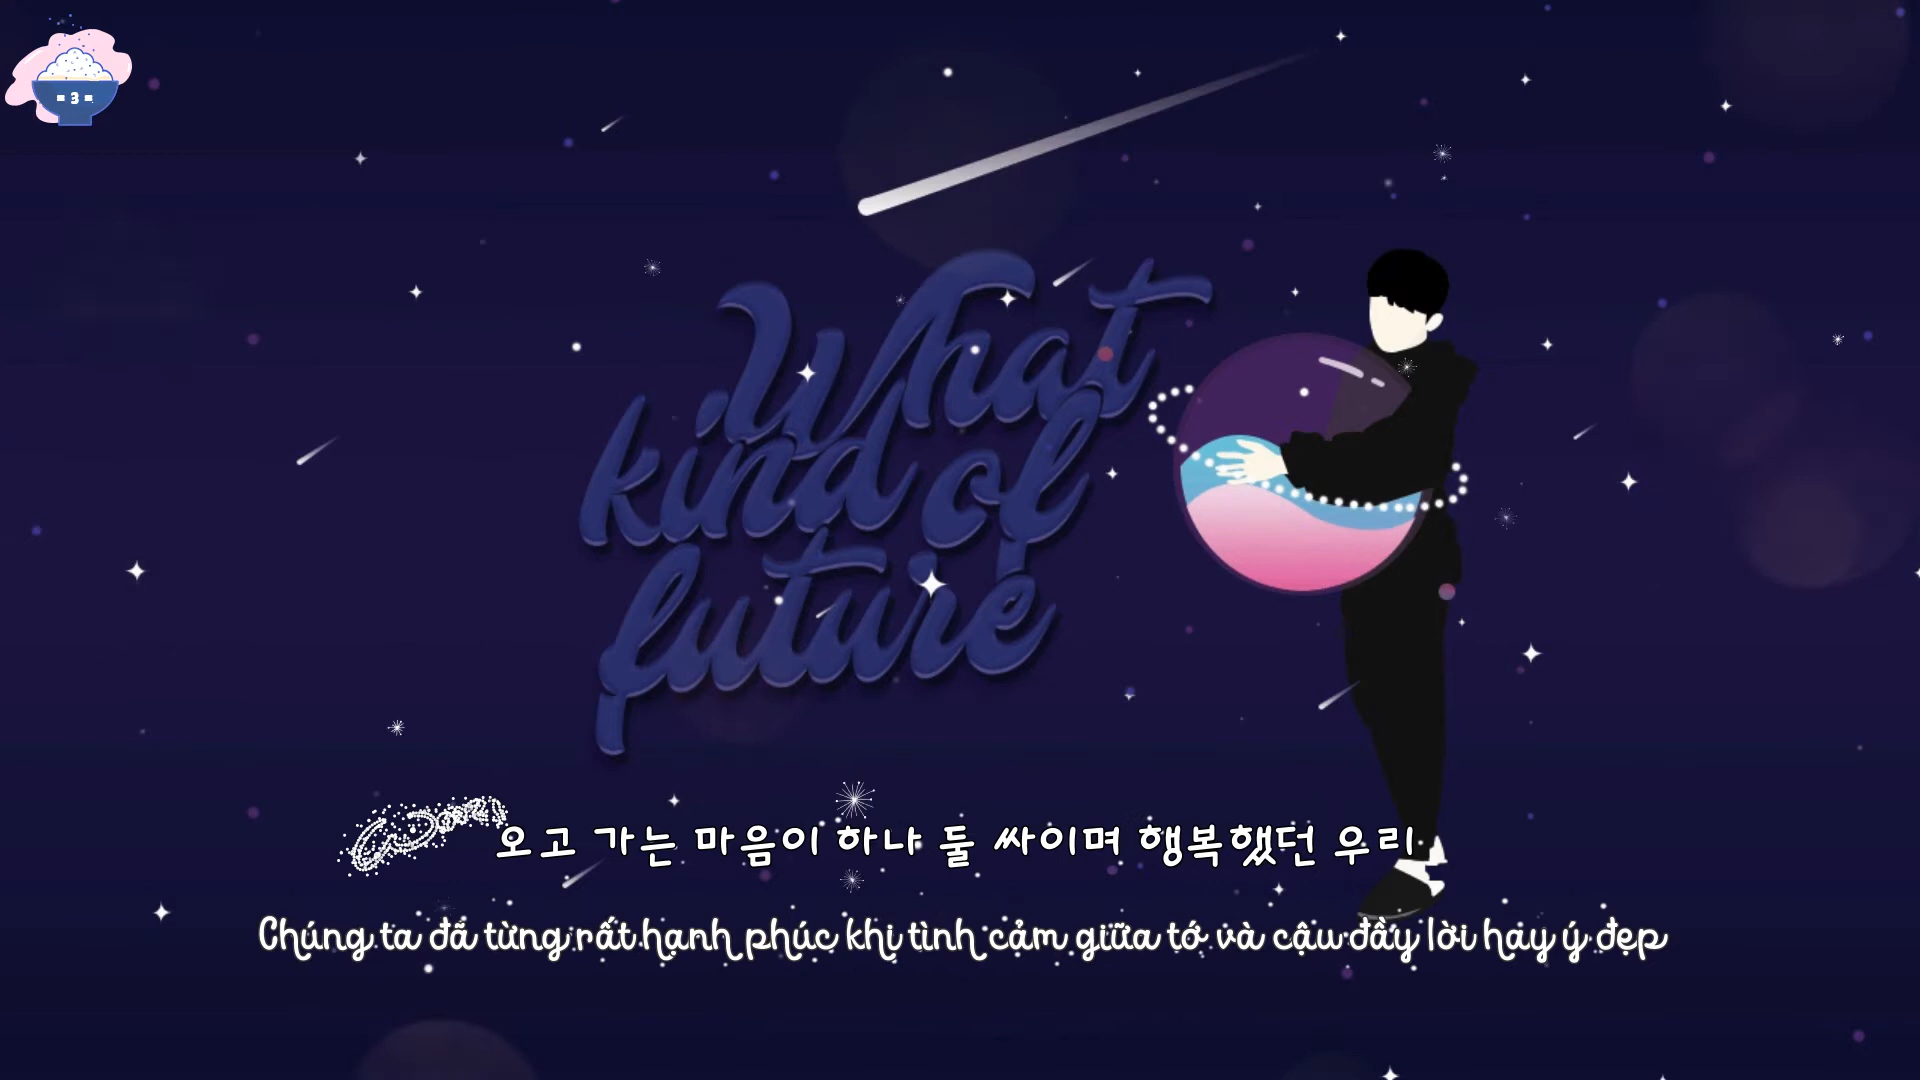 - 3 -
What
kind of
future
오고 가는 마음이 하나 둘 싸이며 행복했던 우리
Chúng ta đã từng rất hạnh phúc khi tình cảm giữa tớ và cậu đầy lời hay ý đẹp